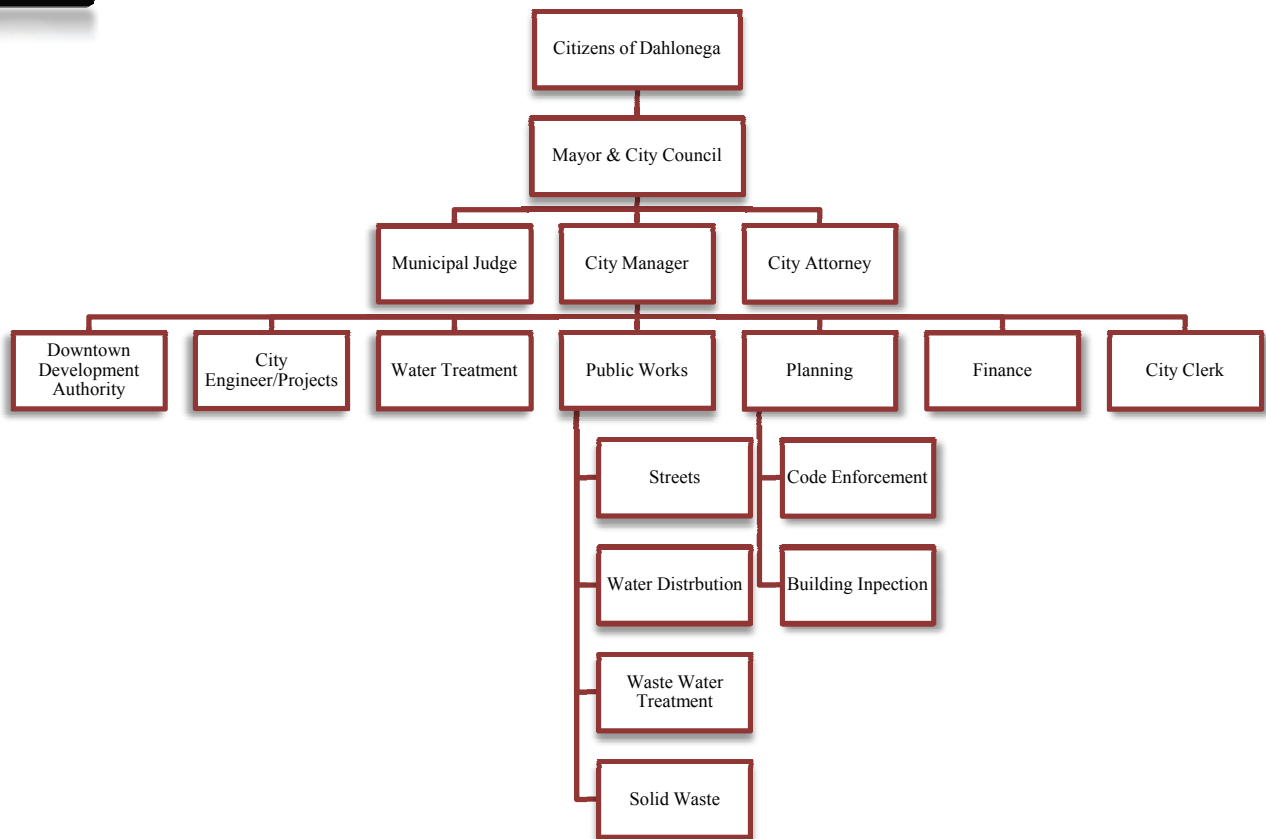 Citizens of Dahlonega
Mayor & City Council
Municipal Judge
City Manager
City Attorney
Downtown
Development
Authority
City
Engineer/Projects
Water Treatment
Public Works
Planning
Finance
City Clerk
Streets
Code Enforcement
Water Distrbution
Building Inpection
Waste Water
Treatment
Solid Waste